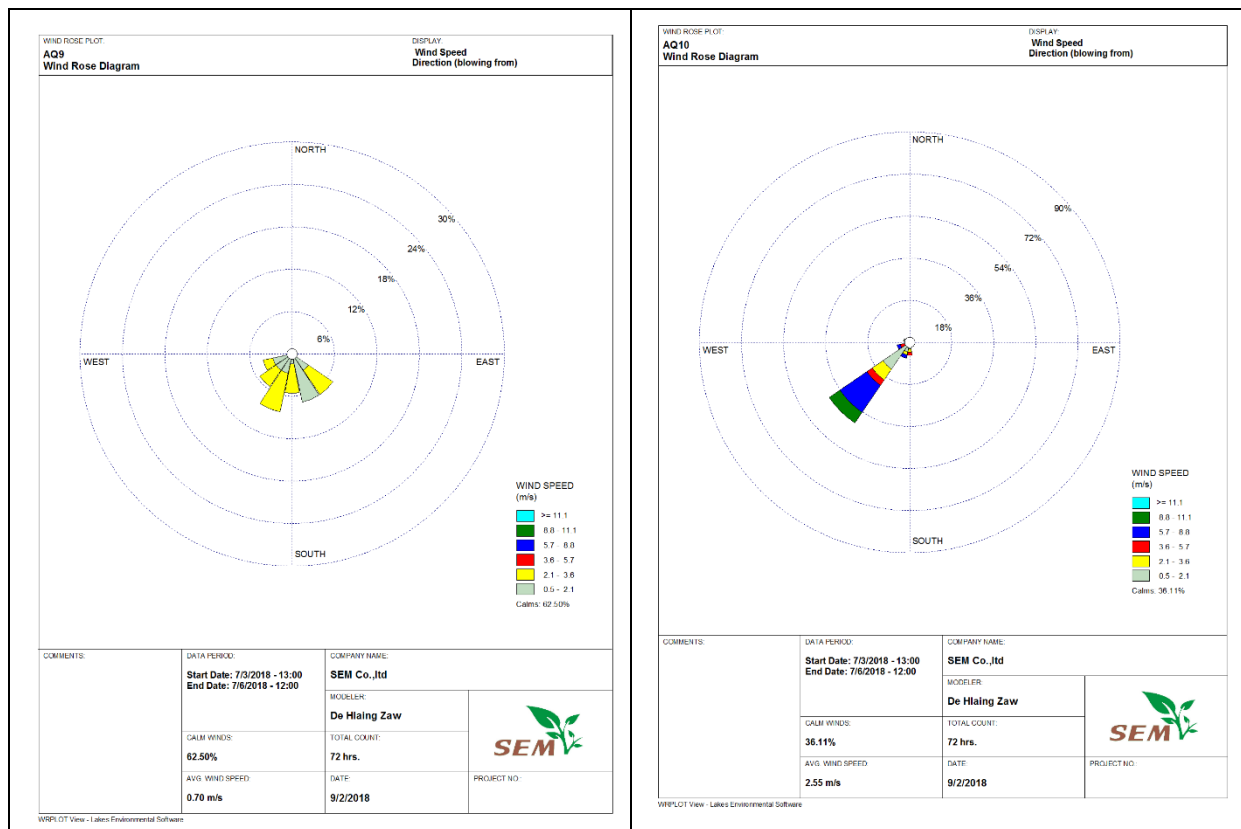 WIND ROSE PLOT:
AQ9
Wind Rose Diagram
DISPLAY:
Wind Speed
Direction (blowing from)
NORTH
30%
24%
18%
12%
6%
WEST
EAST
SOUTH
WIND SPEED
(m/s)
>= 11.1
8.8 - 11.1
5.7 - 8.8
3.6 - 5.7
2.1 - 3.6
0.5 - 2.1
Calms: 62.50%
COMMENTS:
DATA PERIOD:
Start Date: 7/3/2018 - 13:00
End Date: 7/6/2018 - 12:00
COMPANY NAME:
SEM Co.,ltd
MODELER:
De Hlaing Zaw
SEM
CALM WINDS:
62.50%
TOTAL COUNT:
72 hrs.
AVG. WIND SPEED:
0.70 m/s
DATE:
9/2/2018
PROJECT NO.:
WRPLOT View - Lakes Environmental Software
WIND ROSE PLOT:
AQ10
Wind Rose Diagram
DISPLAY:
Wind Speed
Direction (blowing from)
NORTH
90%
72%
54%
36%
18%
WEST
EAST
SOUTH
WIND SPEED
(m/s)
>= 11.1
8.8 - 11.1
5.7 - 8.8
3.6 - 5.7
2.1 - 3.6
0.5 - 2.1
Calms: 36.11%
COMMENTS:
DATA PERIOD:
Start Date: 7/3/2018 - 13:00
End Date: 7/6/2018 - 12:00
COMPANY NAME:
SEM Co.,ltd
MODELER:
De Hlaing Zaw
SEM
CALM WINDS:
36.11%
TOTAL COUNT:
72 hrs.
AVG. WIND SPEED:
2.55 m/s
DATE:
9/2/2018
PROJECT NO.:
WRPLOT View - Lakes Environmental Software